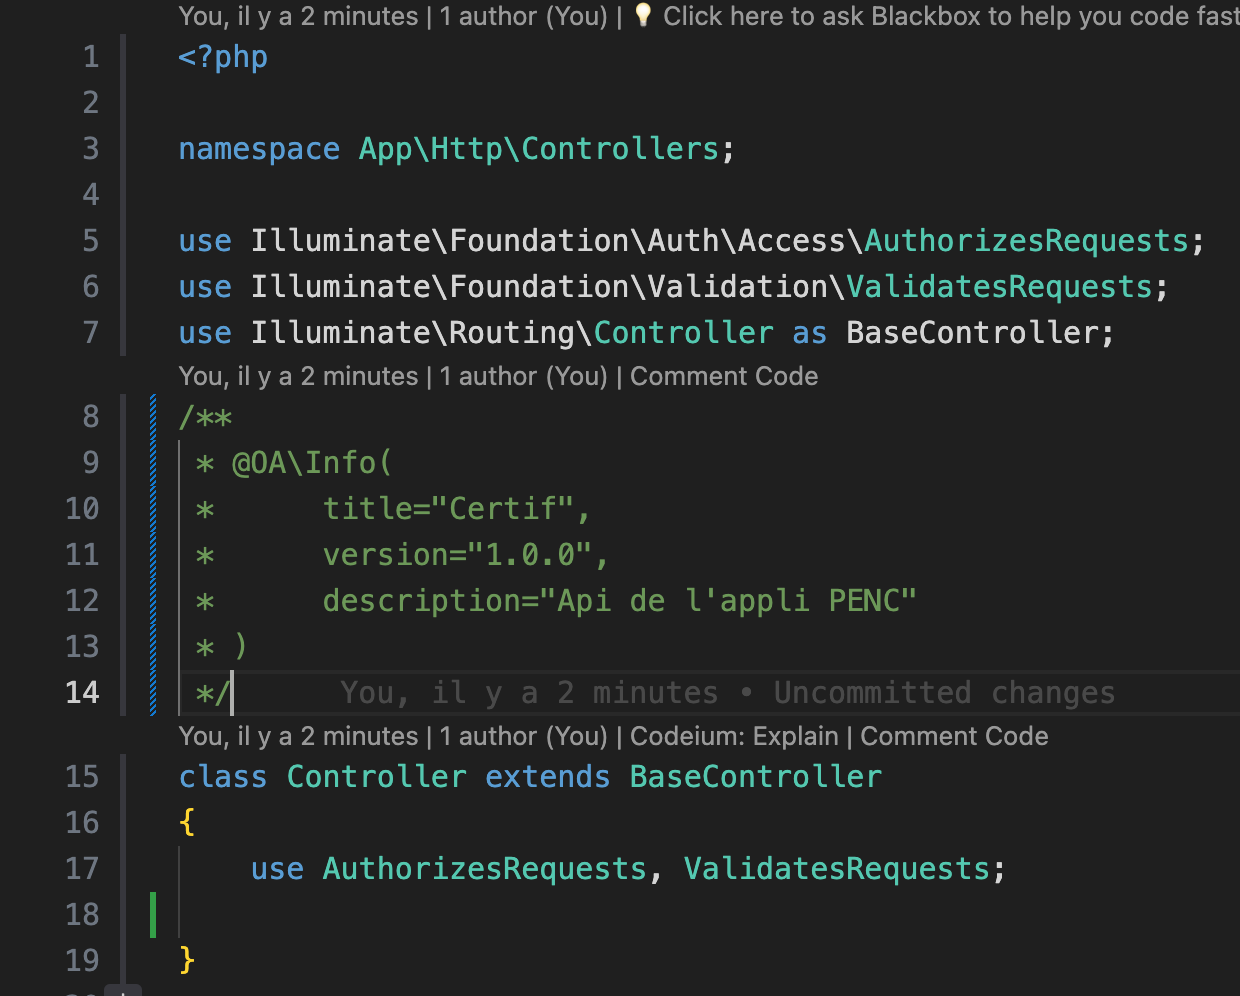 You, il y a 2 minutes | 1 author (You) | 💡 Click here to ask Blackbox to help you code fast
1 <?php
2
3 namespace App\Http\Controllers;
4
5 use Illuminate\Foundation\Auth\Access\AuthorizesRequests;
6 use Illuminate\Foundation\Validation\ValidatesRequests;
7 use Illuminate\Routing\Controller as BaseController;
You, il y a 2 minutes | 1 author (You) | Comment Code
8 /**
9 * @OA\Info(
10 * title="Certif",
11 * version="1.0.0",
12 * description="Api de l'appli PENC"
13 * )
14 */ You, il y a 2 minutes • Uncommitted changes
You, il y a 2 minutes | 1 author (You) | Codeium: Explain | Comment Code
15 class Controller extends BaseController
16 {
17 use AuthorizesRequests, ValidatesRequests;
18
19 }